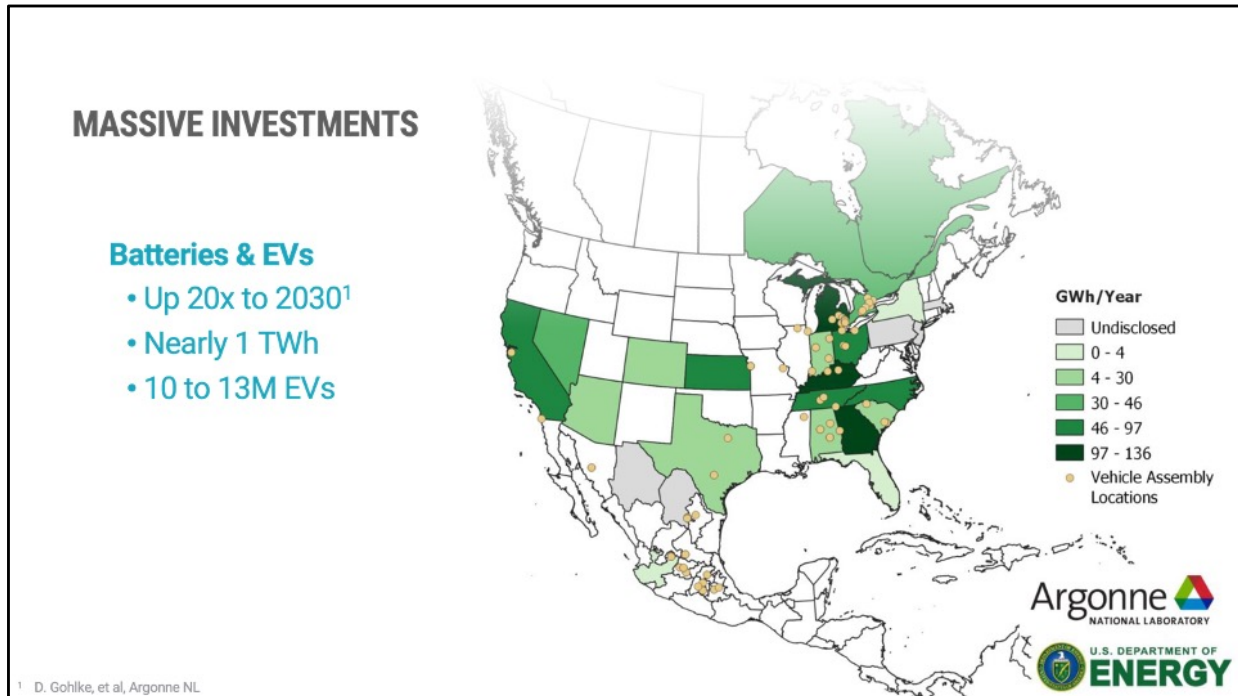 MASSIVE INVESTMENTS
Batteries & EVs
• Up 20x to 2030¹
• Nearly 1 TWh
• 10 to 13M EVs
GWh/Year
Undisclosed
0 - 4
4 - 30
30 - 46
46 - 97
97 - 136
Vehicle Assembly
Locations
Argonne
NATIONAL LABORATORY
U.S. DEPARTMENT OF
ENERGY
¹ D. Gohlke, et al, Argonne NL